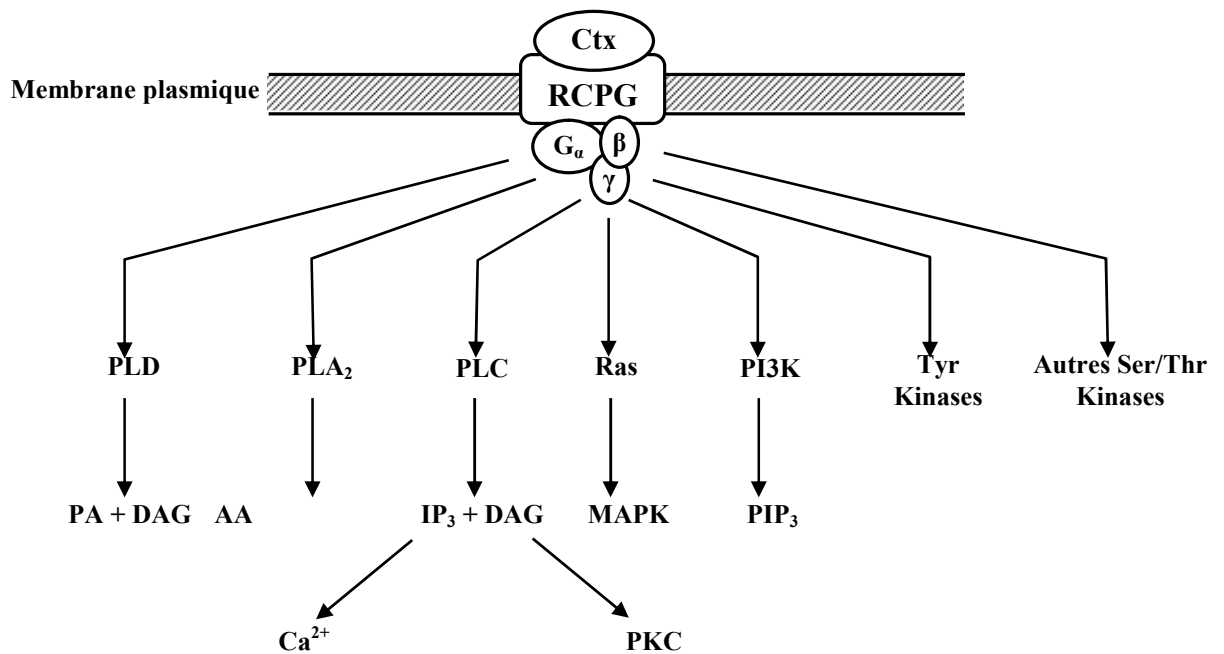 Ctx
Membrane plasmique
RCPG
Gα
β
γ
PLD
PLA₂
PLC
Ras
PI3K
Tyr
Kinases
Autres Ser/Thr
Kinases
PA + DAG
AA
IP₃ + DAG
MAPK
PIP₃
Ca²⁺
PKC